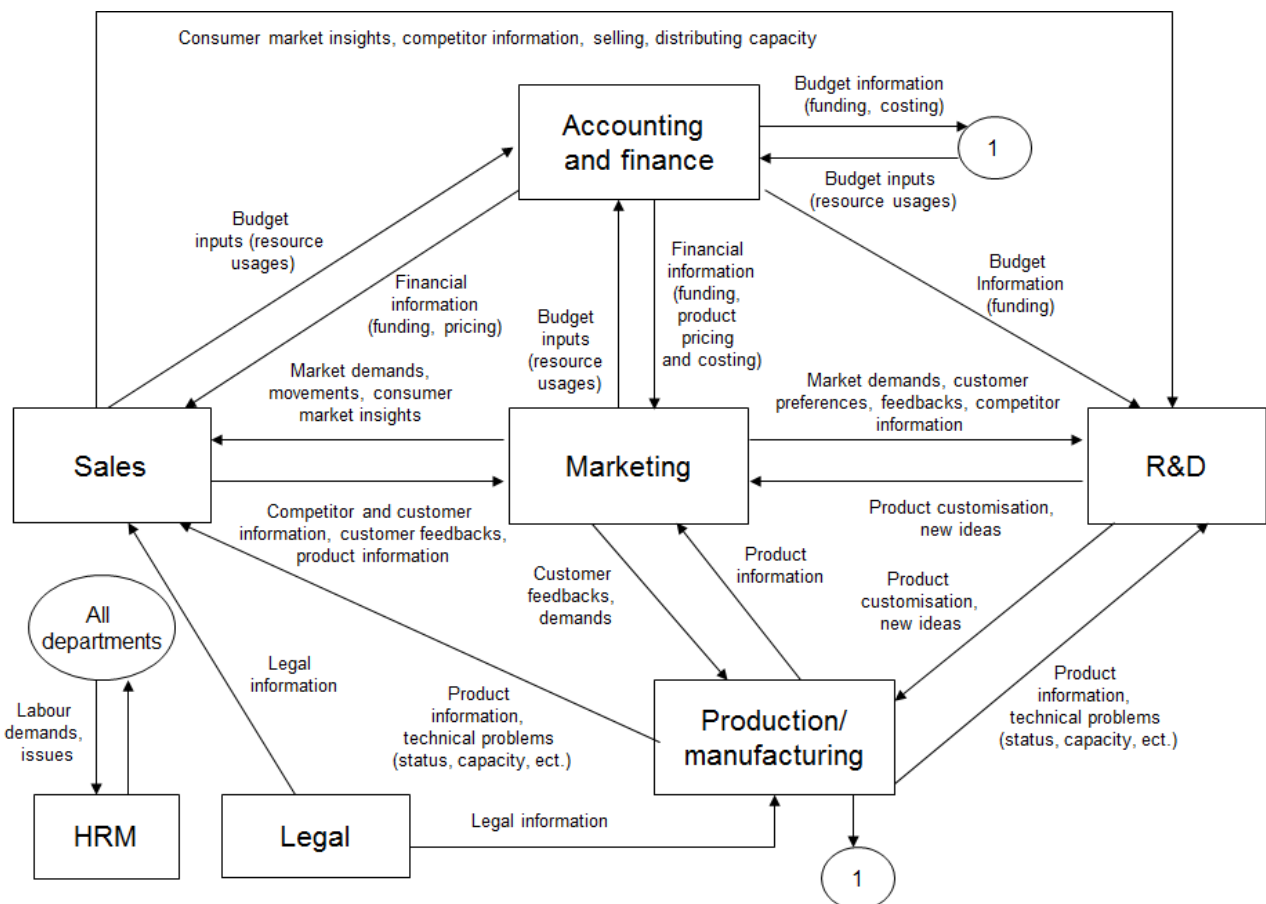 Consumer market insights, competitor information, selling, distributing capacity
Accounting
and finance
Budget information
(funding, costing)
1
Budget inputs
(resource usages)
Budget
inputs (resource
usages)
Financial
information
(funding, pricing)
Budget
inputs
(resource
usages)
Financial
information
(funding,
product
pricing
and costing)
Budget
Information
(funding)
Market demands,
movements, consumer
market insights
Market demands, customer
preferences, feedbacks, competitor
information
Sales
Marketing
R&D
Competitor and customer
information, customer feedbacks,
product information
Product customisation,
new ideas
Customer
feedbacks,
demands
Product
information
Product
customisation,
new ideas
All
departments
Legal
information
Labour
demands,
issues
Product
information,
technical problems
(status, capacity, ect.)
Production/
manufacturing
Product
information,
technical problems
(status, capacity, ect.)
HRM
Legal
Legal information
1